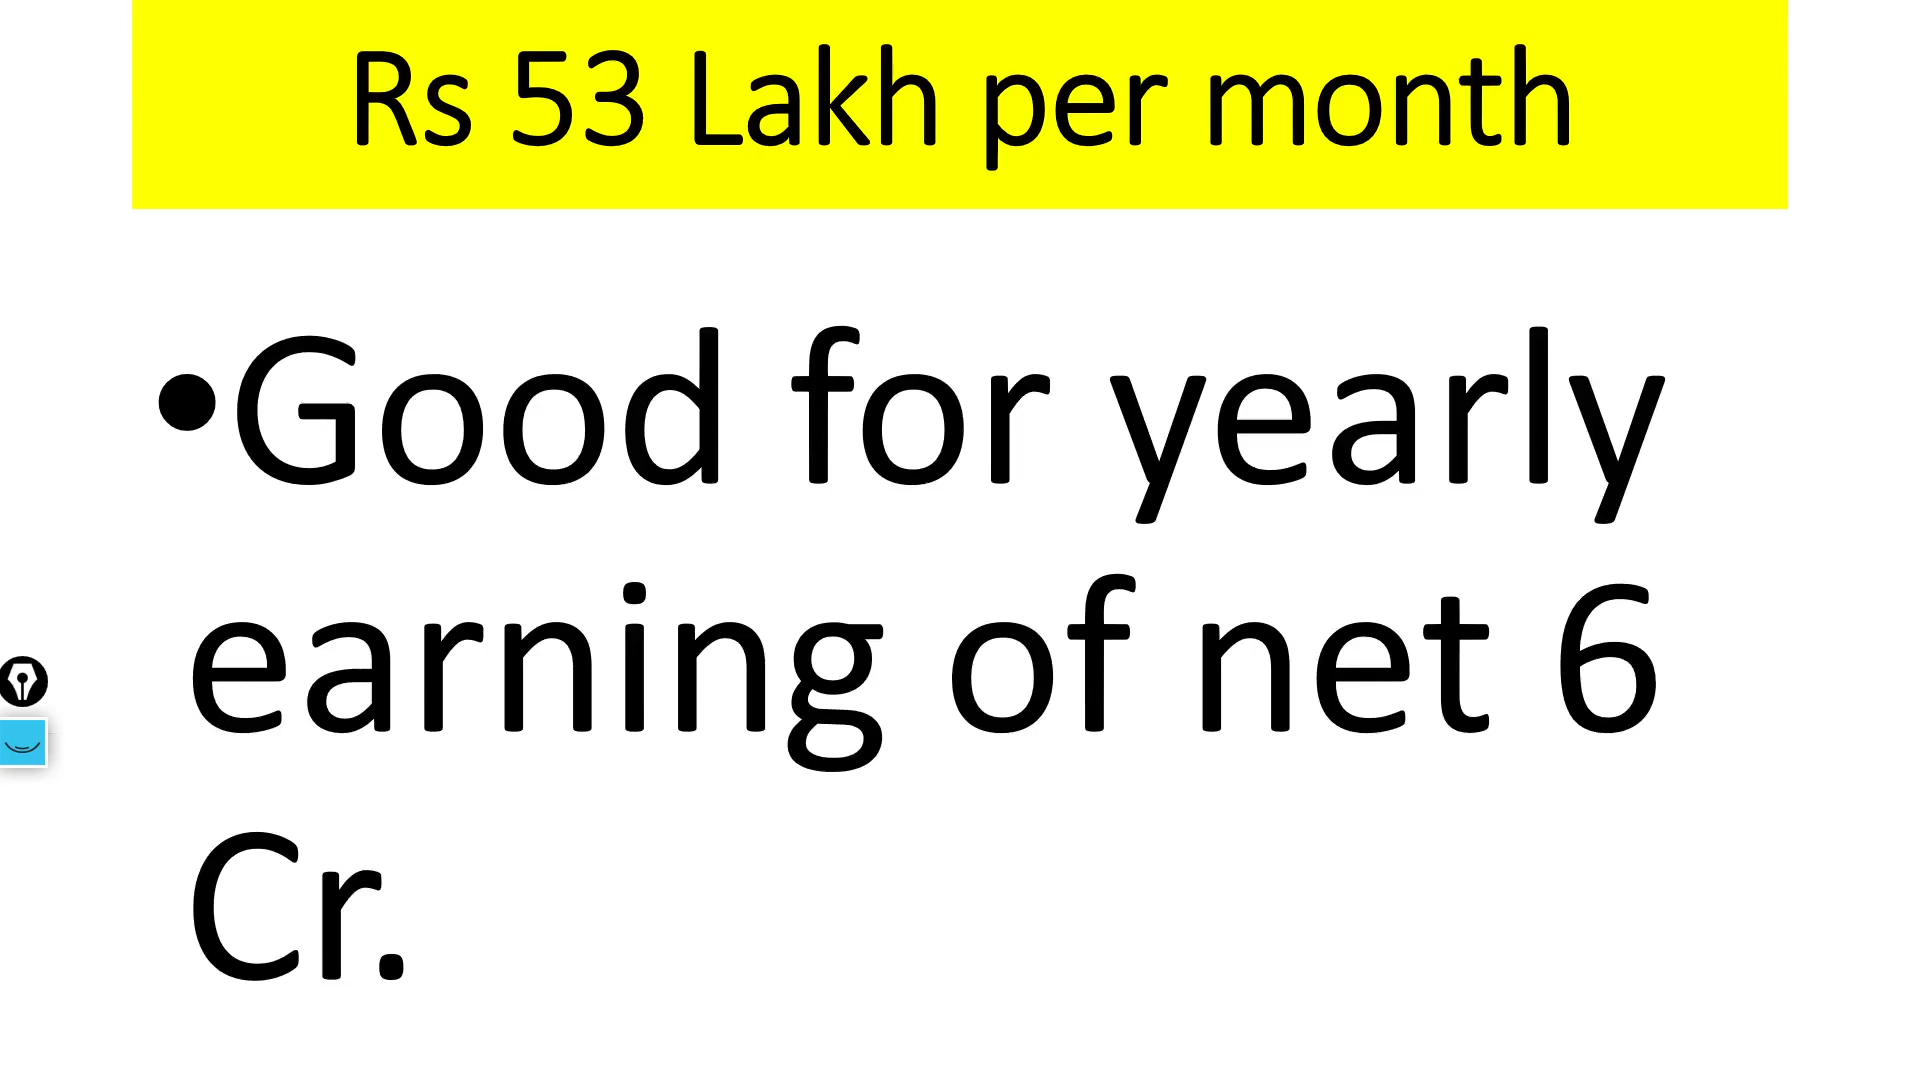 Rs 53 Lakh per month
•Good for yearly
earning of net 6
Cr.